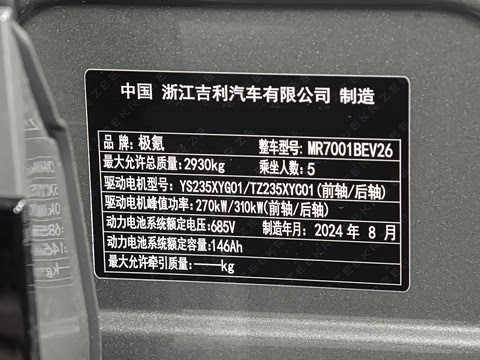 中国 浙江吉利汽车有限公司 制造
品 牌:极氪 整车型号:MR7001BEV26
最大允许总质量:2930kg 乘坐人数:5
驱动电机型号:YS235XYG01/TZ235XYC01(前轴/后轴)
驱动电机峰值功率:270kW/310kW(前轴/后轴)
动力电池系统额定电压:685V 制造年月:2024 年 8 月
动力电池系统额定容量:146Ah
最大允许牵引质量:——kg